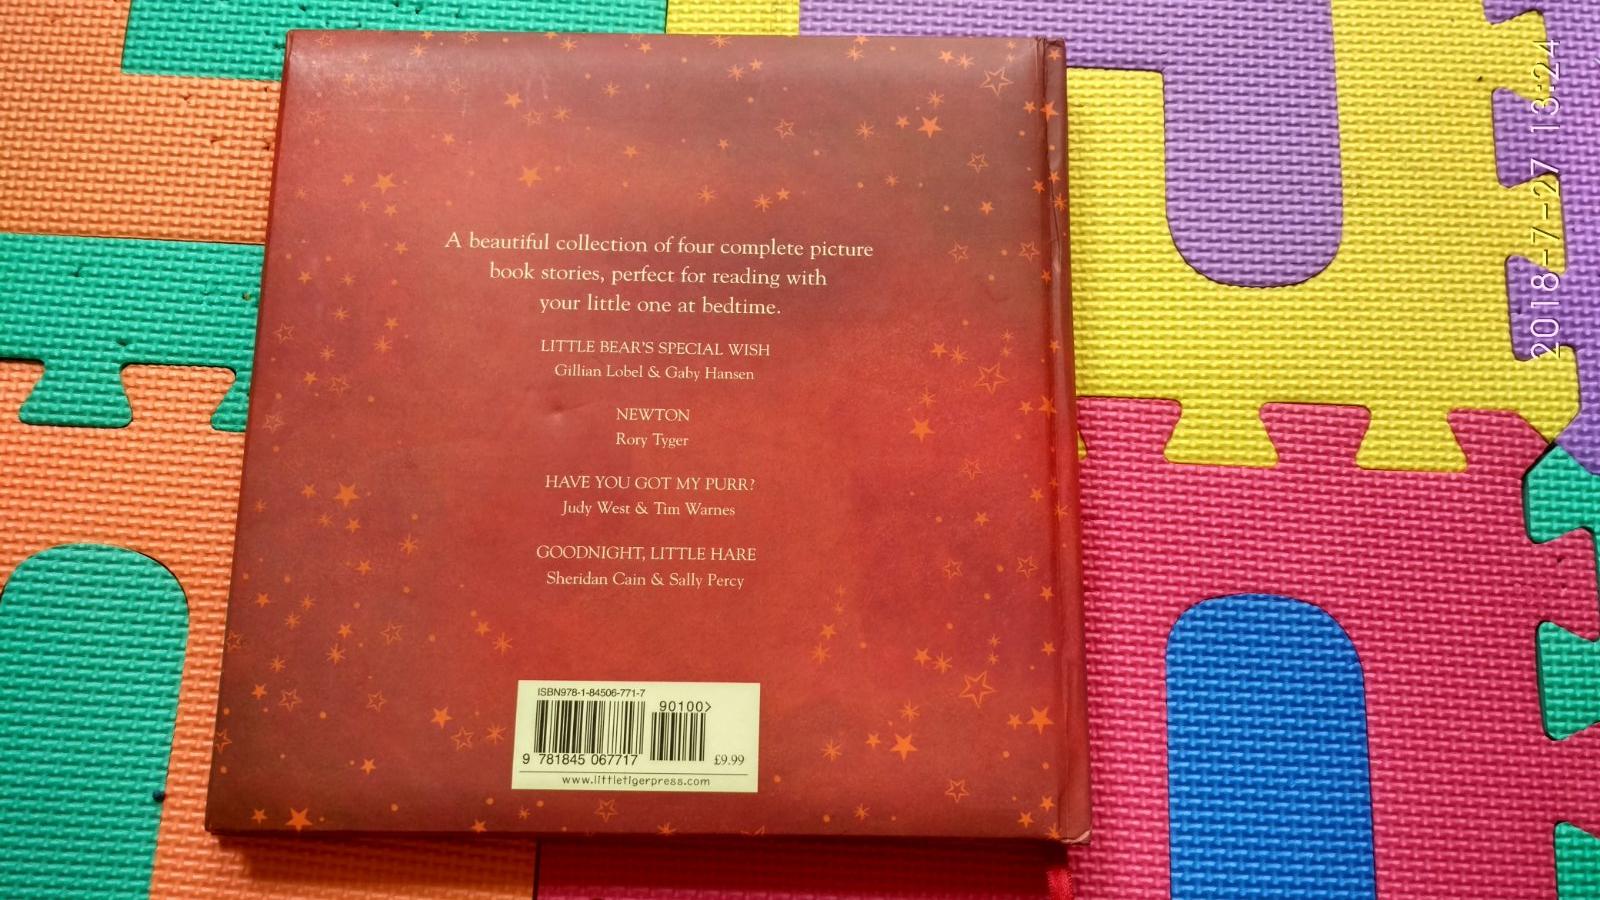 A beautiful collection of four complete picture
book stories, perfect for reading with
your little one at bedtime.
LITTLE BEAR'S SPECIAL WISH
Gillian Lobel & Gaby Hansen
NEWTON
Rory Tyger
HAVE YOU GOT MY PURR?
Judy West & Tim Warnes
GOODNIGHT, LITTLE HARE
Sheridan Cain & Sally Percy
ISBN978-1-84506-771-7
90100>
9 781845 067717
£9.99
www.littletigerpress.com
2018-7-27 13:24